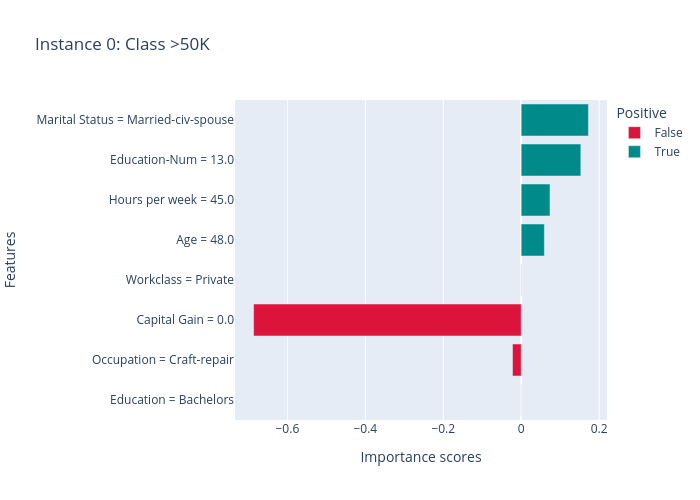 Instance 0: Class >50K
Positive
False
True
Features
Marital Status = Married-civ-spouse
Education-Num = 13.0
Hours per week = 45.0
Age = 48.0
Workclass = Private
Capital Gain = 0.0
Occupation = Craft-repair
Education = Bachelors
−0.6 −0.4 −0.2 0 0.2
Importance scores